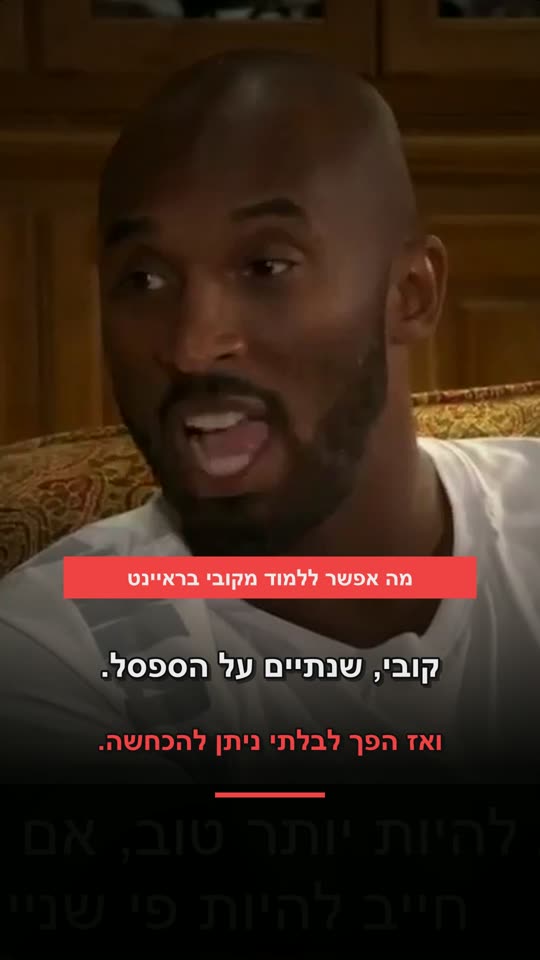 מה אפשר ללמוד מקובי בראיינט
קובי, שנתיים על הספסל.
ואז הפך לבלתי ניתן להכחשה.
להיות יותר טוב, אם
חייב להיות פי